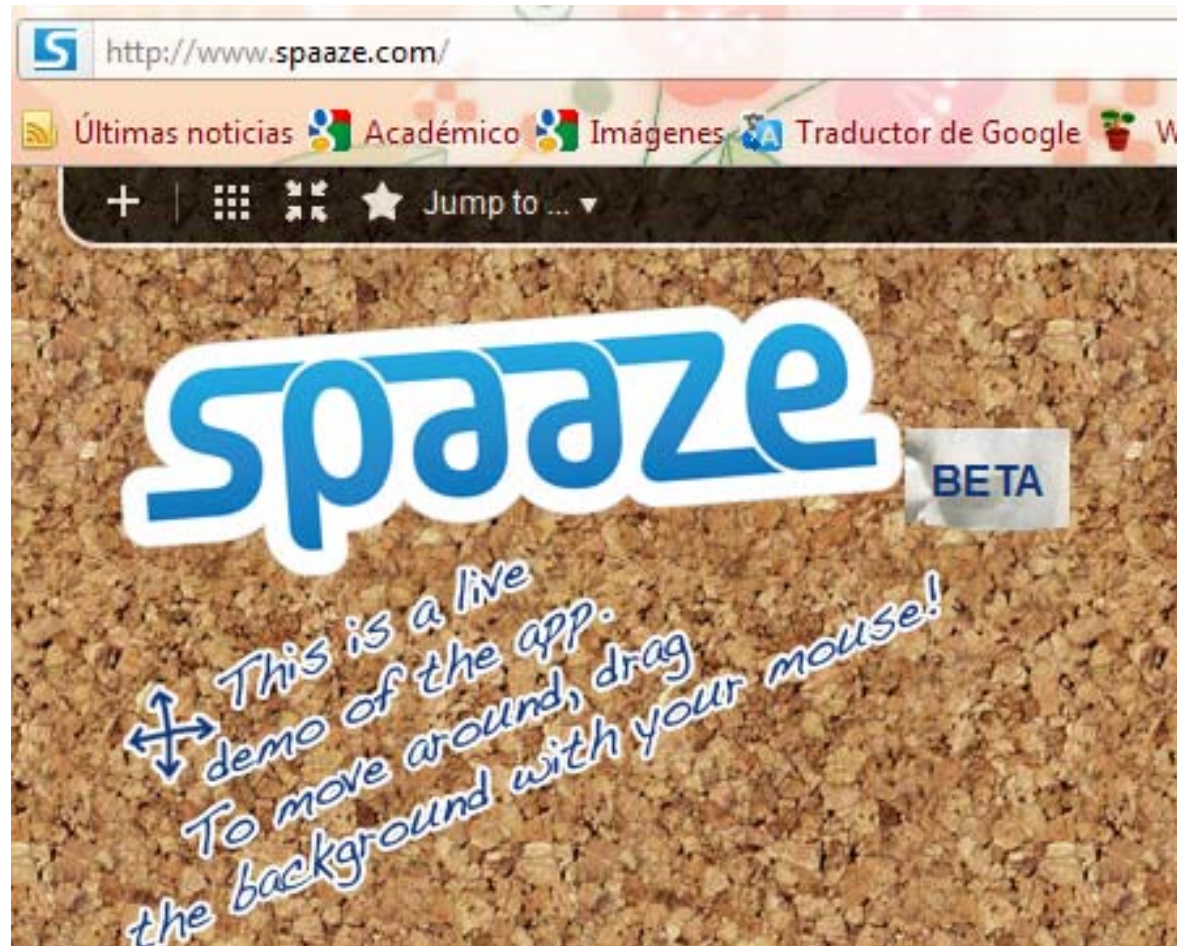 http://www.spaaze.com/
Últimas noticias Académico Imágenes Traductor de Google W
Jump to ...
spaaze
BETA
This is a live
demo of the app.
To move around, drag
the background with your mouse!